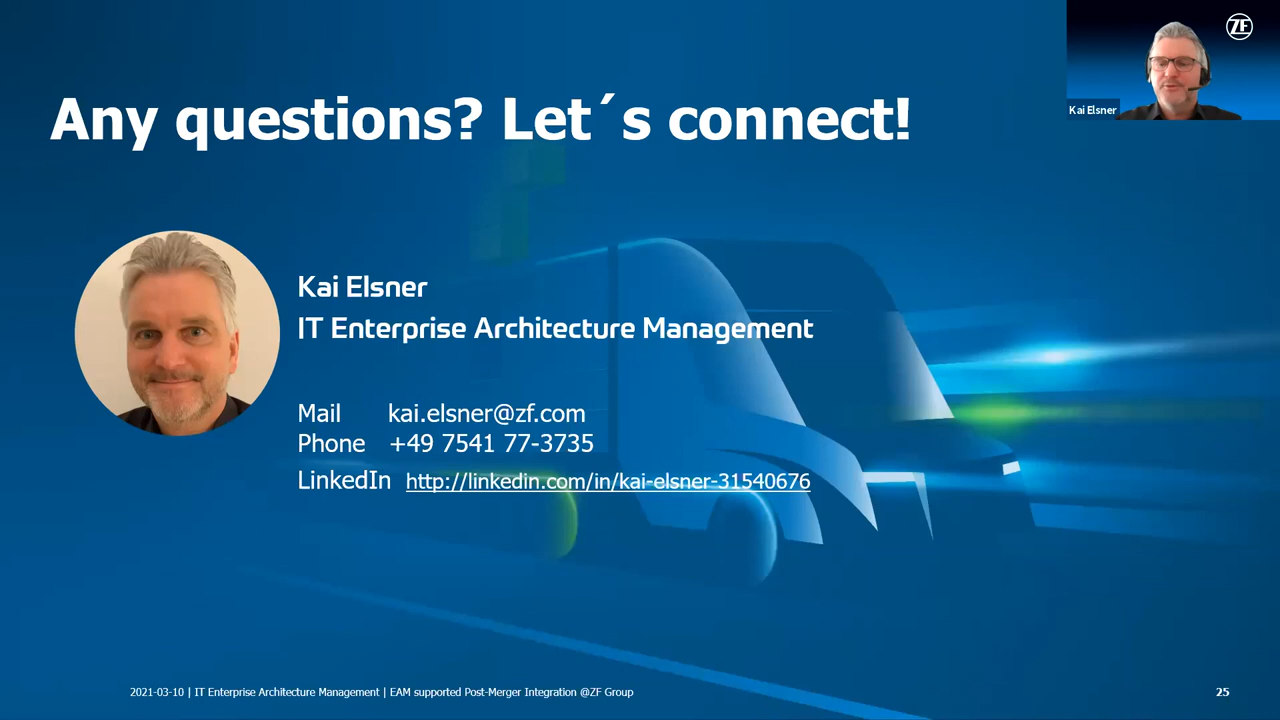 ZF
Kai Elsner
Any questions? Let´s connect!
Kai Elsner
IT Enterprise Architecture Management
Mail kai.elsner@zf.com
Phone +49 7541 77-3735
LinkedIn http://linkedin.com/in/kai-elsner-31540676
2021-03-10 | IT Enterprise Architecture Management | EAM supported Post-Merger Integration @ZF Group
25